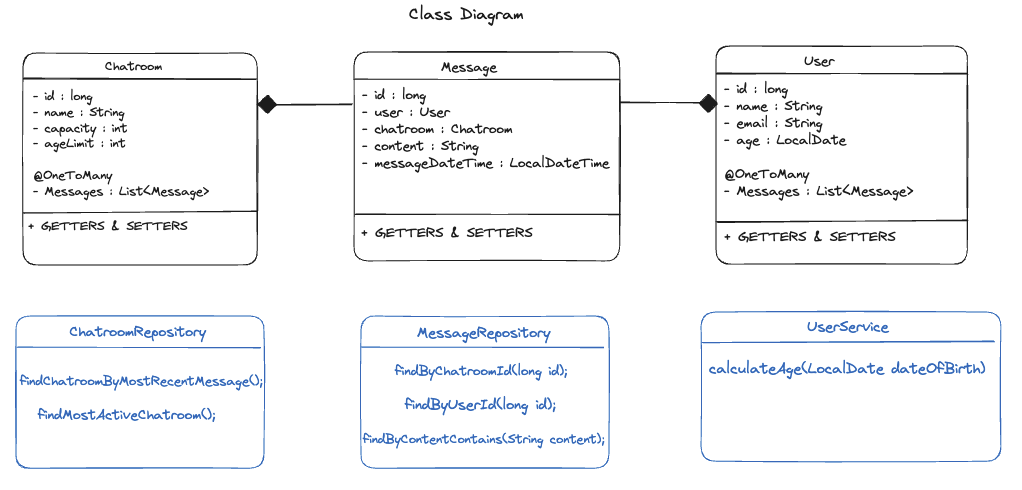 Class Diagram
Chatroom
- id : long
- name : String
- capacity : int
- ageLimit : int
@OneToMany
- Messages : List<Message>
+ GETTERS & SETTERS
Message
- id : long
- user : User
- chatroom : Chatroom
- content : String
- messageDateTime : LocalDateTime
+ GETTERS & SETTERS
User
- id : long
- name : String
- email : String
- age : LocalDate
@OneToMany
- Messages : List<Message>
+ GETTERS & SETTERS
ChatroomRepository
findChatroomByMostRecentMessage();
findMostActiveChatroom();
MessageRepository
findByChatroomId(long id);
findByUserId(long id);
findByContentContains(String content);
UserService
calculateAge(LocalDate dateOfBirth)